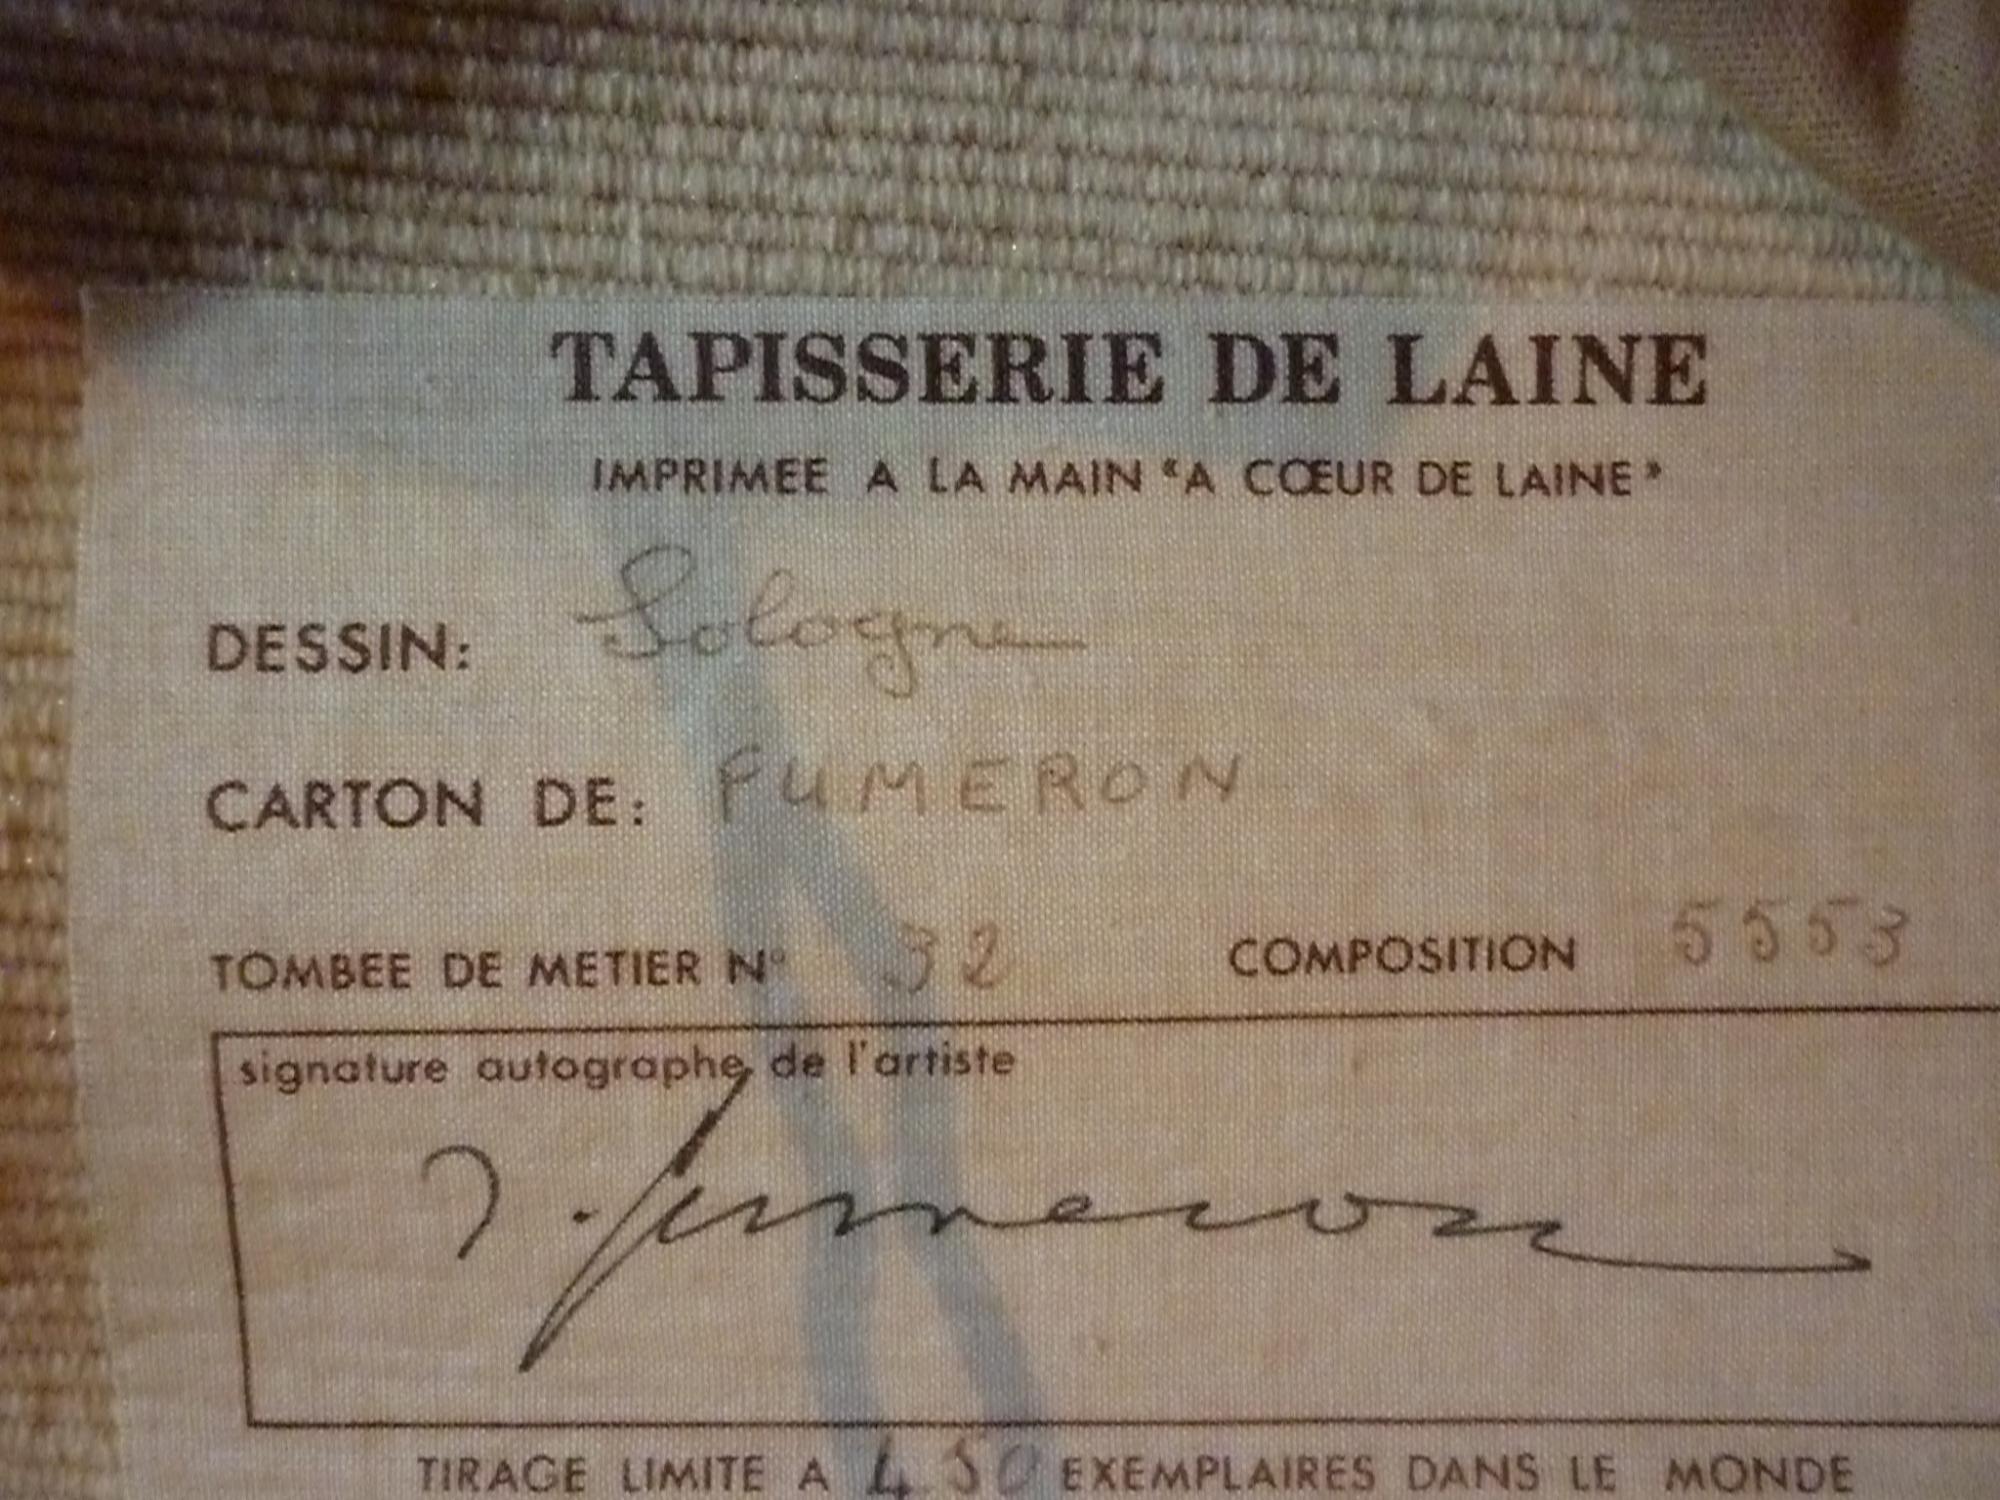 TAPISSERIE DE LAINE
IMPRIMEE A LA MAIN “A CŒUR DE LAINE”
DESSIN: Sologne
CARTON DE: FUMERON
TOMBEE DE METIER N° 32 COMPOSITION 5553
signature autographe de l'artiste
J. fumeron
TIRAGE LIMITE A 450 EXEMPLAIRES DANS LE MONDE